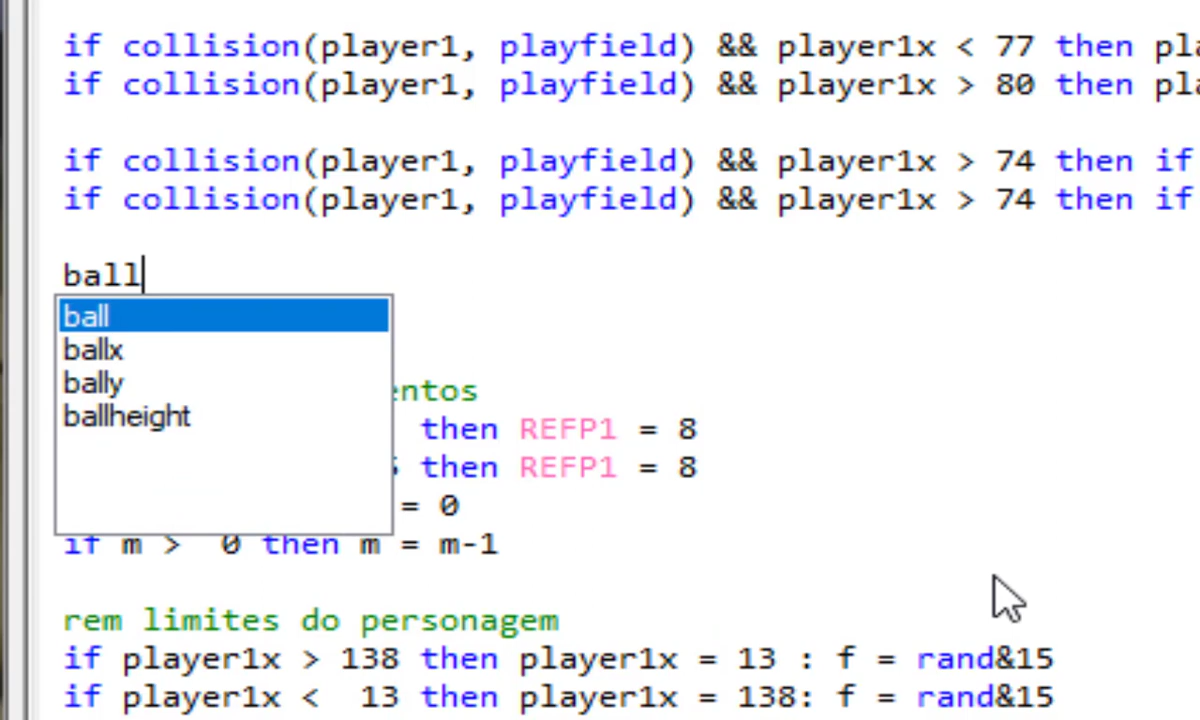 if collision(player1, playfield) && player1x < 77 then
if collision(player1, playfield) && player1x > 80 then
if collision(player1, playfield) && player1x > 74 then if
if collision(player1, playfield) && player1x > 74 then if
ball
ball
ballx
bally
ballheight
entos
then REFP1 = 8
then REFP1 = 8
= 0
if m >  0 then m = m-1
rem limites do personagem
if player1x > 138 then player1x = 13 : f = rand&15
if player1x <  13 then player1x = 138: f = rand&15